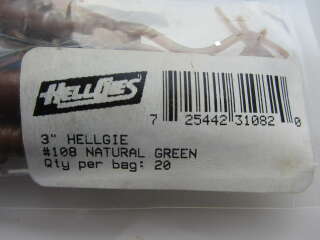 HELLGIES
7 25442 31082 0
3" HELLGIE
#108 NATURAL GREEN
Qty per bag: 20